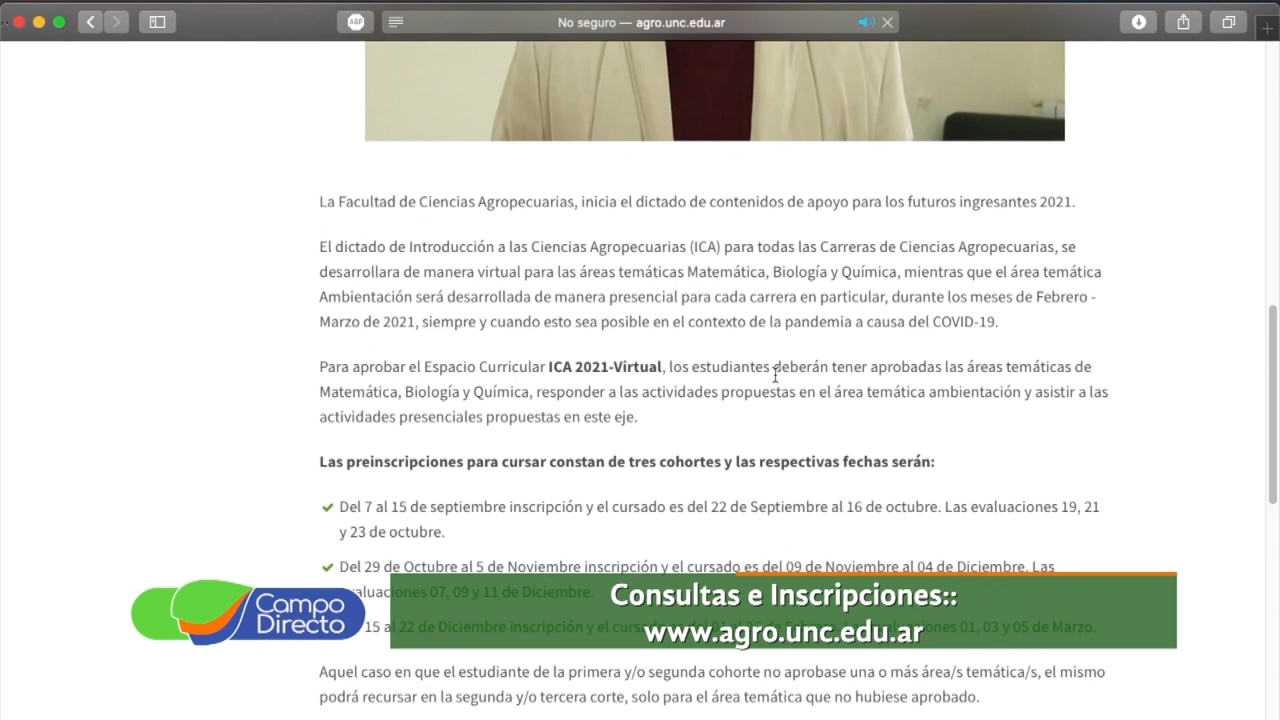 ABP
No seguro — agro.unc.edu.ar
La Facultad de Ciencias Agropecuarias, inicia el dictado de contenidos de apoyo para los futuros ingresantes 2021.
El dictado de Introducción a las Ciencias Agropecuarias (ICA) para todas las Carreras de Ciencias Agropecuarias, se
desarrollara de manera virtual para las áreas temáticas Matemática, Biología y Química, mientras que el área temática
Ambientación será desarrollada de manera presencial para cada carrera en particular, durante los meses de Febrero -
Marzo de 2021, siempre y cuando esto sea posible en el contexto de la pandemia a causa del COVID-19.
Para aprobar el Espacio Curricular ICA 2021-Virtual, los estudiantes deberán tener aprobadas las áreas temáticas de
Matemática, Biología y Química, responder a las actividades propuestas en el área temática ambientación y asistir a las
actividades presenciales propuestas en este eje.
Las preinscripciones para cursar constan de tres cohortes y las respectivas fechas serán:
Del 7 al 15 de septiembre inscripción y el cursado es del 22 de Septiembre al 16 de octubre. Las evaluaciones 19, 21
y 23 de octubre.
Del 29 de Octubre al 5 de Noviembre inscripción y el cursado es del 09 de Noviembre al 04 de Diciembre. Las
evaluaciones 07, 09 y 11 de Diciembre.
15 al 22 de Diciembre inscripción y el cursado es del de Febrero. Las evaluaciones 01, 03 y 05 de Marzo.
Campo
Directo
Consultas e Inscripciones::
www.agro.unc.edu.ar
Aquel caso en que el estudiante de la primera y/o segunda cohorte no aprobase una o más área/s temática/s, el mismo
podrá recursar en la segunda y/o tercera corte, solo para el área temática que no hubiese aprobado.